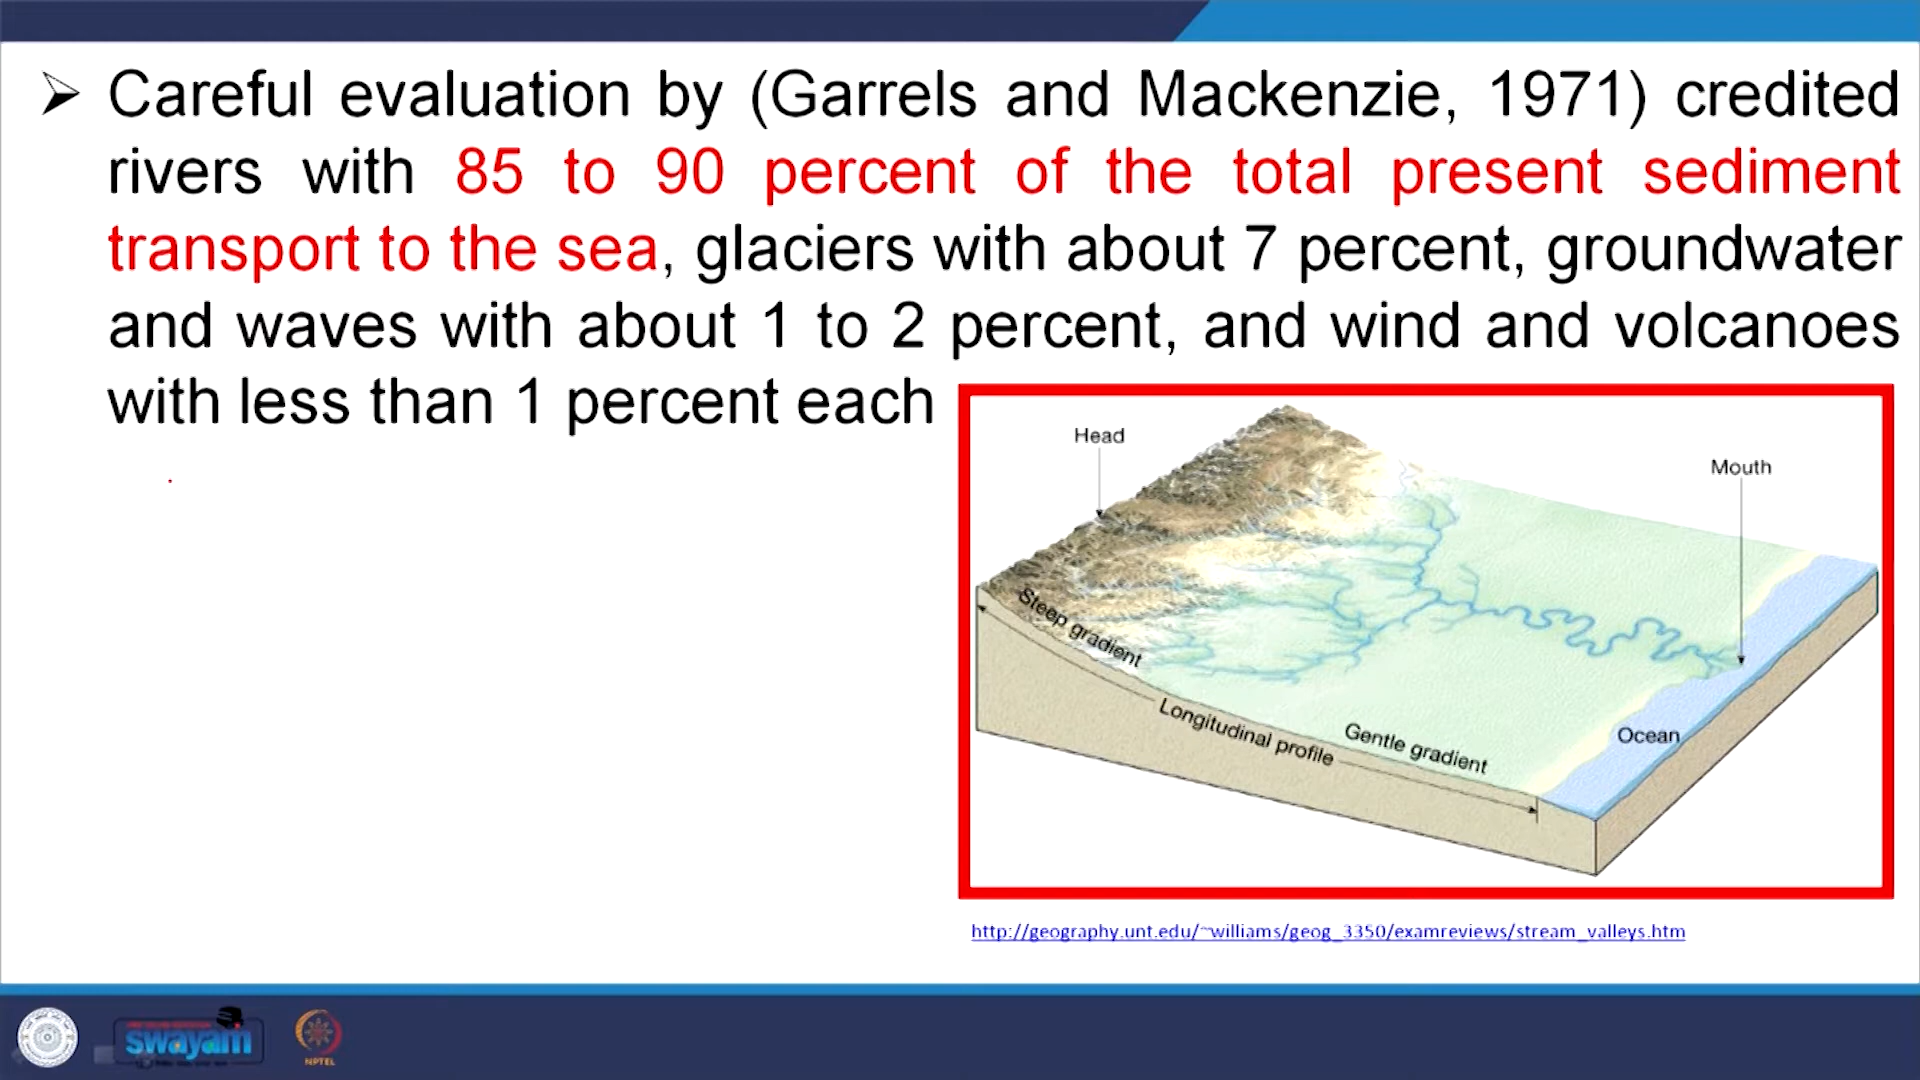 ➢ Careful evaluation by (Garrels and Mackenzie, 1971) credited
rivers with 85 to 90 percent of the total present sediment
transport to the sea, glaciers with about 7 percent, groundwater
and waves with about 1 to 2 percent, and wind and volcanoes
with less than 1 percent each
Head
Mouth
Steep gradient
Longitudinal profile
Gentle gradient
Ocean
http://geography.unt.edu/~williams/geog_3350/examreviews/stream_valleys.htm
swayam
NPTEL